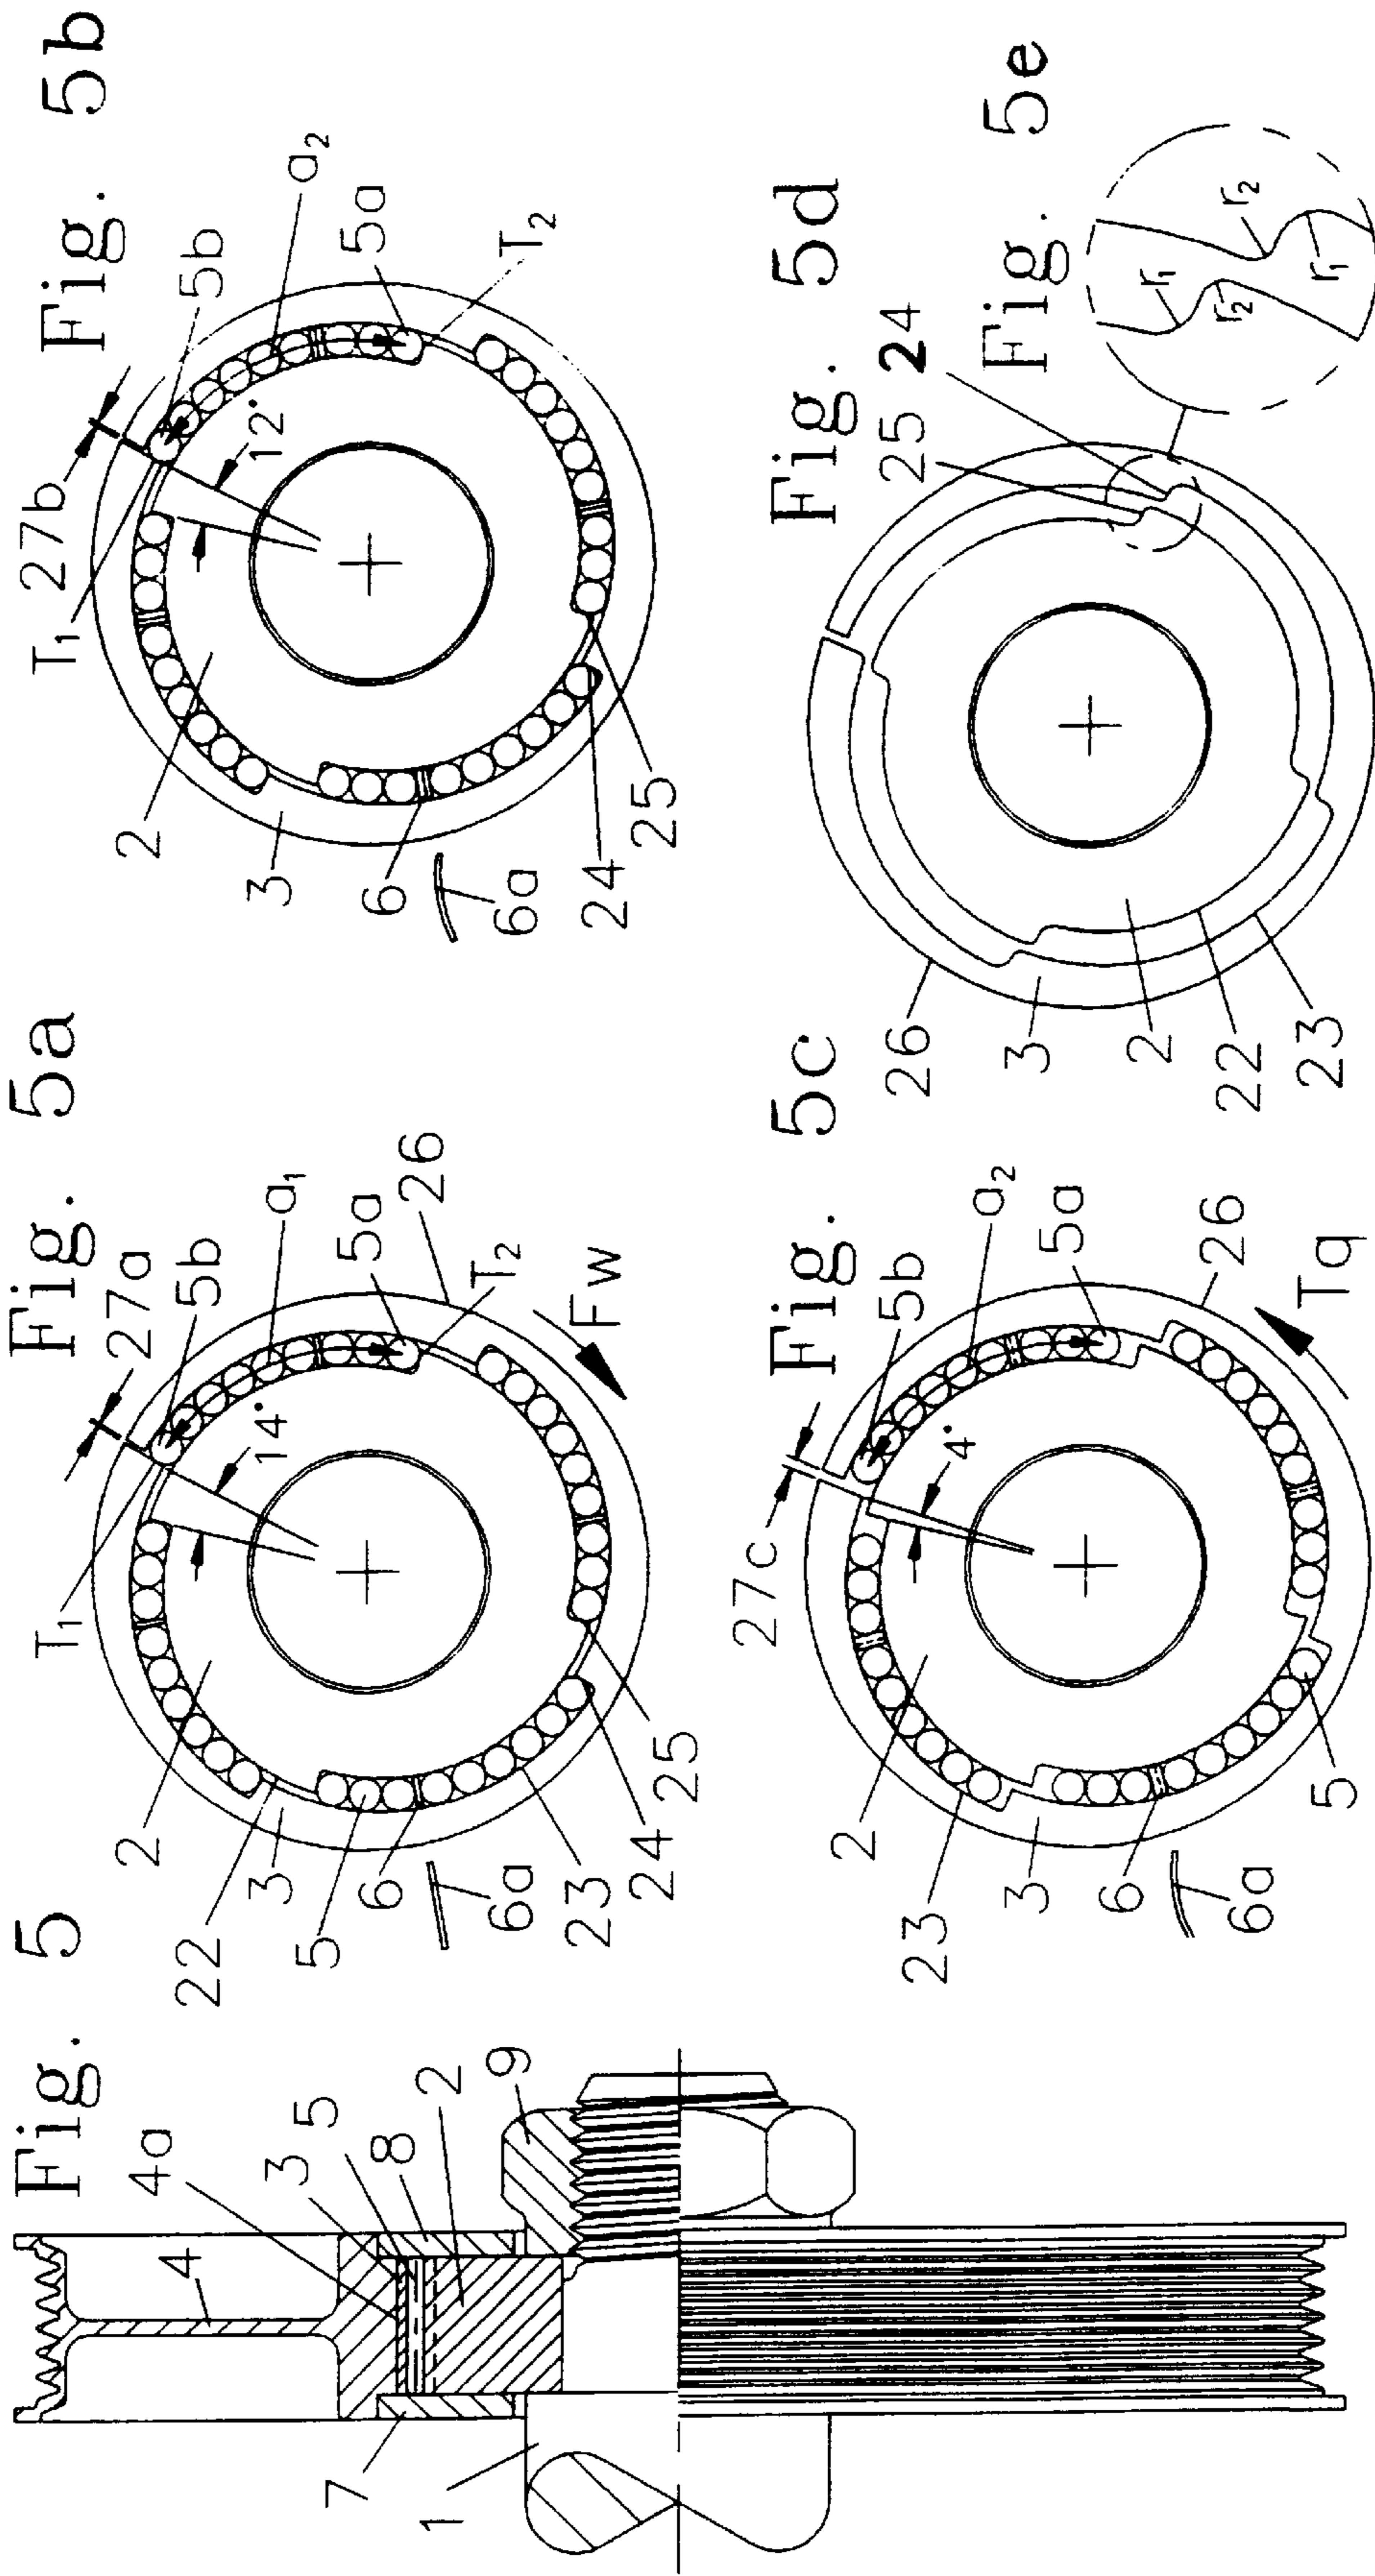 Fig. 5
4
4a
3
5
8
2
9
7
1
Fig. 5a
27a
5b
a1
5a
26
T1
14°
T2
Fw
2
22
3
5
6
6a
23
24
25
Fig. 5b
27b
5b
a2
5a
T1
12°
T2
2
3
6
6a
24
25
Fig. 5c
27c
5b
a2
5a
26
4°
Tq
2
23
3
6
6a
5
Fig. 5d
25
24
26
3
2
22
23
Fig. 5e
r1
r2
r2
r1